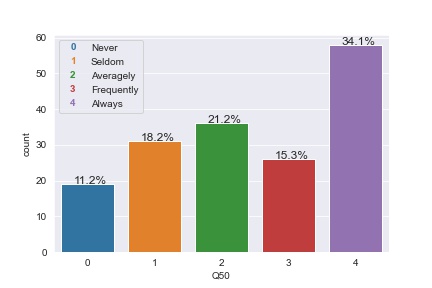 60
50
40
30
20
10
0
count
0 Never
1 Seldom
2 Averagely
3 Frequently
4 Always
11.2%
18.2%
21.2%
15.3%
34.1%
0 1 2 3 4
Q50